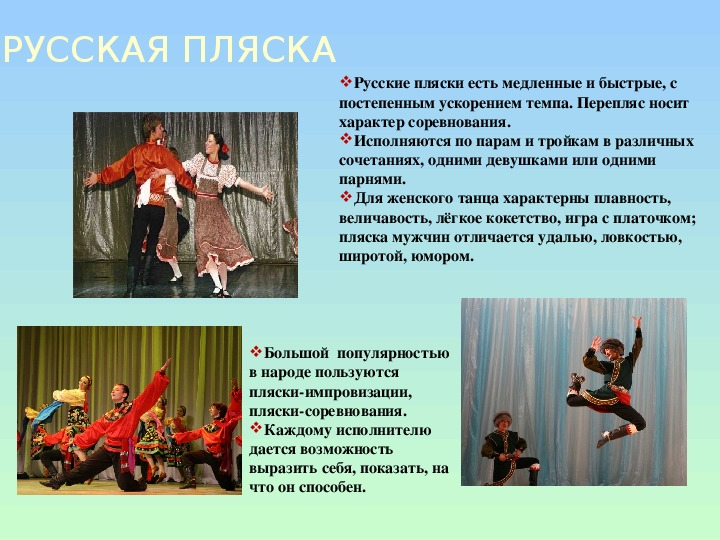 РУССКАЯ ПЛЯСКА
❖Русские пляски есть медленные и быстрые, с
постепенным ускорением темпа. Перепляс носит
характер соревнования.
❖Исполняются по парам и тройкам в различных
сочетаниях, одними девушками или одними
парнями.
❖Для женского танца характерны плавность,
величавость, лёгкое кокетство, игра с платочком;
пляска мужчин отличается удалью, ловкостью,
широтой, юмором.
❖Большой популярностью
в народе пользуются
пляски-импровизации,
пляски-соревнования.
❖Каждому исполнителю
дается возможность
выразить себя, показать, на
что он способен.